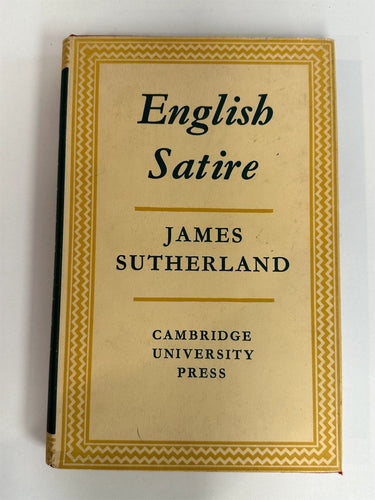 English
Satire
JAMES
SUTHERLAND
CAMBRIDGE
UNIVERSITY
PRESS